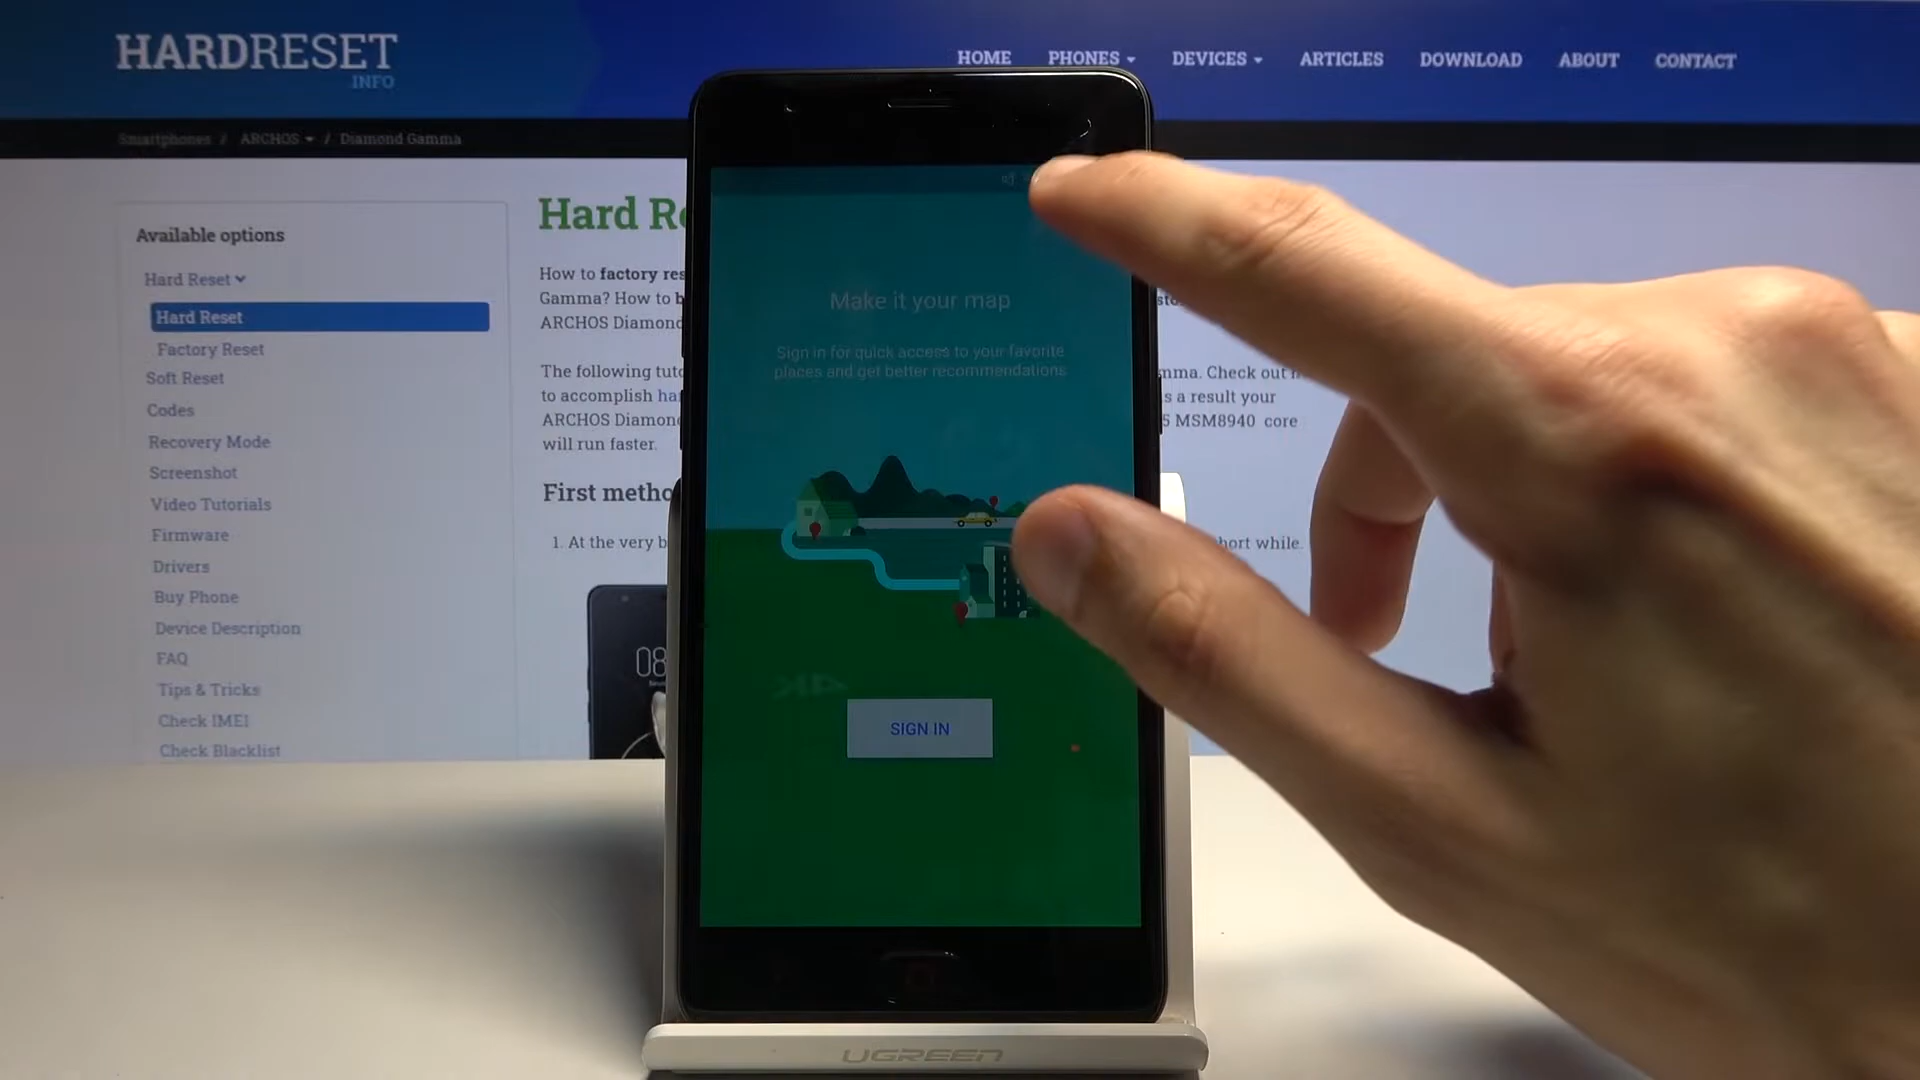 HARDRESET
.INFO
HOME PHONES DEVICES ARTICLES DOWNLOAD ABOUT CONTACT
Smartphones / ARCHOS / Diamond Gamma
Available options
Hard Reset
Hard Reset
Factory Reset
Soft Reset
Codes
Recovery Mode
Screenshot
Video Tutorials
Firmware
Drivers
Buy Phone
Device Description
FAQ
Tips & Tricks
Check IMEI
Check Blacklist
Hard Re
How to factory res
Gamma? How to b
ARCHOS Diamond
The following tuto mma. Check out h
to accomplish har s a result your
ARCHOS Diamond 5 MSM8940 core
will run faster.
First metho
1. At the very b hort while.
08
Make it your map
Sign in for quick access to your favorite
places and get better recommendations
SIGN IN
UGREEN